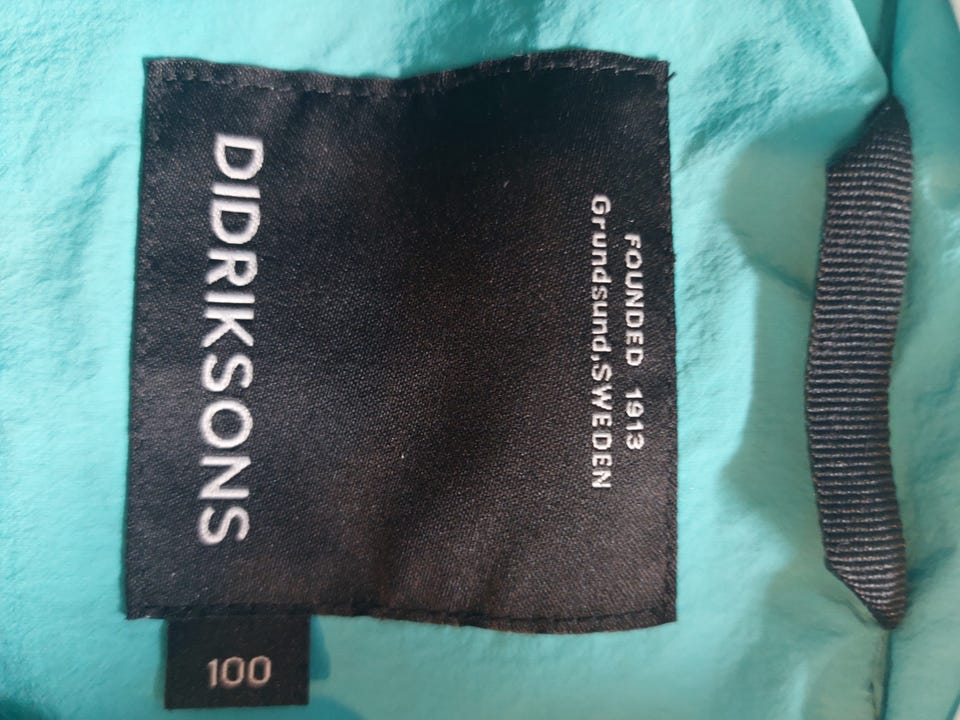 FOUNDED 1913
Grundsund, SWEDEN
DIDRIKSONS
100